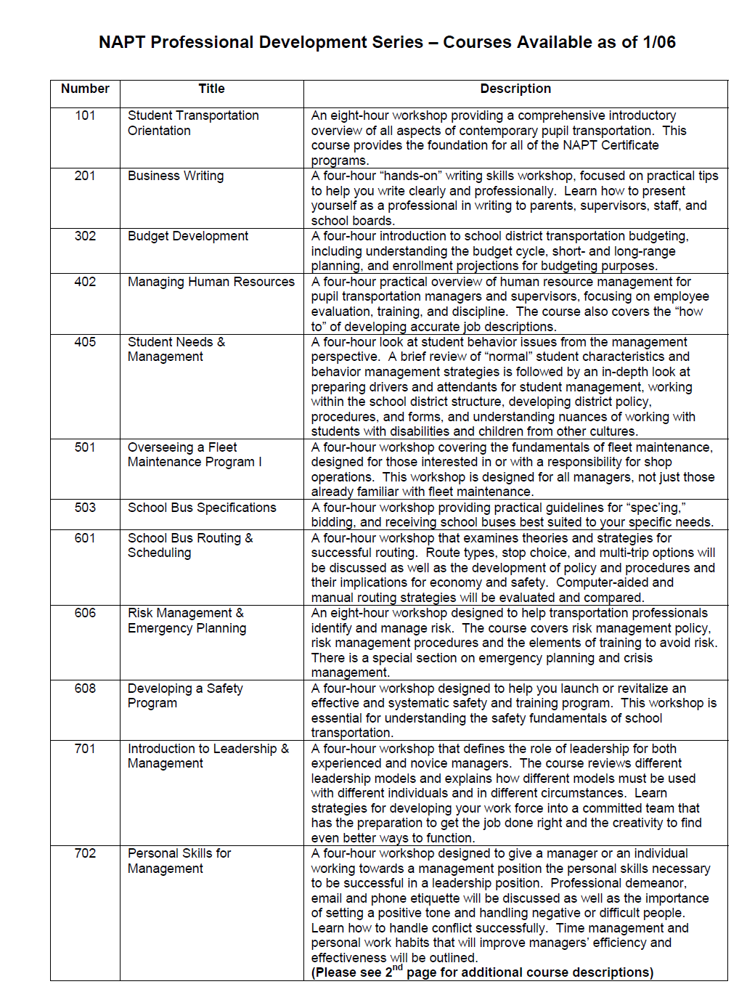 NAPT Professional Development Series – Courses Available as of 1/06
Number Title Description
101 Student Transportation An eight-hour workshop providing a comprehensive introductory
Orientation overview of all aspects of contemporary pupil transportation. This
course provides the foundation for all of the NAPT Certificate
programs.
201 Business Writing A four-hour “hands-on” writing skills workshop, focused on practical tips
to help you write clearly and professionally. Learn how to present
yourself as a professional in writing to parents, supervisors, staff, and
school boards.
302 Budget Development A four-hour introduction to school district transportation budgeting,
including understanding the budget cycle, short- and long-range
planning, and enrollment projections for budgeting purposes.
402 Managing Human Resources A four-hour practical overview of human resource management for
pupil transportation managers and supervisors, focusing on employee
evaluation, training, and discipline. The course also covers the “how
to” of developing accurate job descriptions.
405 Student Needs & A four-hour look at student behavior issues from the management
Management perspective. A brief review of “normal” student characteristics and
behavior management strategies is followed by an in-depth look at
preparing drivers and attendants for student management, working
within the school district structure, developing district policy,
procedures, and forms, and understanding nuances of working with
students with disabilities and children from other cultures.
501 Overseeing a Fleet A four-hour workshop covering the fundamentals of fleet maintenance,
Maintenance Program I designed for those interested in or with a responsibility for shop
operations. This workshop is designed for all managers, not just those
already familiar with fleet maintenance.
503 School Bus Specifications A four-hour workshop providing practical guidelines for “spec’ing,”
bidding, and receiving school buses best suited to your specific needs.
601 School Bus Routing & A four-hour workshop that examines theories and strategies for
Scheduling successful routing. Route types, stop choice, and multi-trip options will
be discussed as well as the development of policy and procedures and
their implications for economy and safety. Computer-aided and
manual routing strategies will be evaluated and compared.
606 Risk Management & An eight-hour workshop designed to help transportation professionals
Emergency Planning identify and manage risk. The course covers risk management policy,
risk management procedures and the elements of training to avoid risk.
There is a special section on emergency planning and crisis
management.
608 Developing a Safety A four-hour workshop designed to help you launch or revitalize an
Program effective and systematic safety and training program. This workshop is
essential for understanding the safety fundamentals of school
transportation.
701 Introduction to Leadership & A four-hour workshop that defines the role of leadership for both
Management experienced and novice managers. The course reviews different
leadership models and explains how different models must be used
with different individuals and in different circumstances. Learn
strategies for developing your work force into a committed team that
has the preparation to get the job done right and the creativity to find
even better ways to function.
702 Personal Skills for A four-hour workshop designed to give a manager or an individual
Management working towards a management position the personal skills necessary
to be successful in a leadership position. Professional demeanor,
email and phone etiquette will be discussed as well as the importance
of setting a positive tone and handling negative or difficult people.
Learn how to handle conflict successfully. Time management and
personal work habits that will improve managers’ efficiency and
effectiveness will be outlined.
(Please see 2nd page for additional course descriptions)